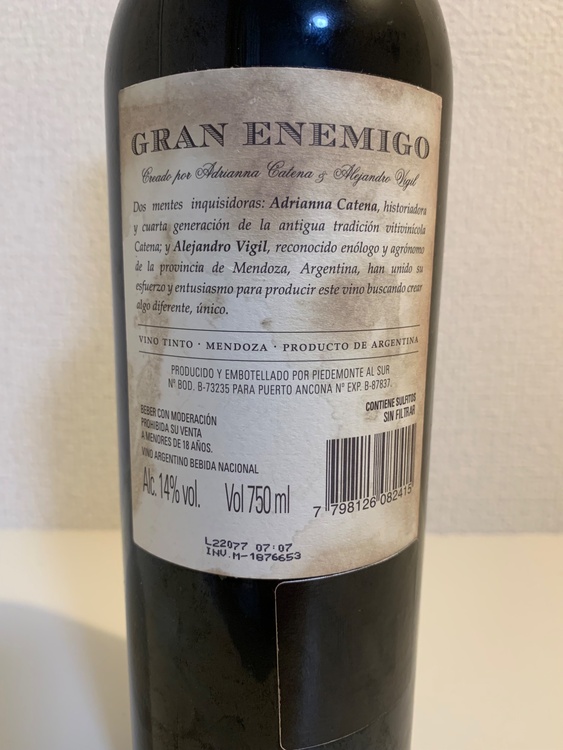 GRAN ENEMIGO
Creado por Adrianna Catena & Alejandro Vigil
Dos mentes inquisidoras: Adrianna Catena, historiadora
y cuarta generación de la antigua tradición vitivinícola
Catena; y Alejandro Vigil, reconocido enólogo y agrónomo
de la provincia de Mendoza, Argentina, han unido su
esfuerzo y entusiasmo para producir este vino buscando crear
algo diferente, único.
VINO TINTO · MENDOZA · PRODUCTO DE ARGENTINA
PRODUCIDO Y EMBOTELLADO POR PIEDEMONTE AL SUR
Nº BOD. B-73235 PARA PUERTO ANCONA Nº EXP. B-87837.
BEBER CON MODERACIÓN
PROHIBIDA SU VENTA
A MENORES DE 18 AÑOS.
VINO ARGENTINO BEBIDA NACIONAL
Alc. 14% vol. Vol 750 ml
CONTIENE SULFITOS
SIN FILTRAR
7 798126 082415
L22077 07:07
INV.M-1876653